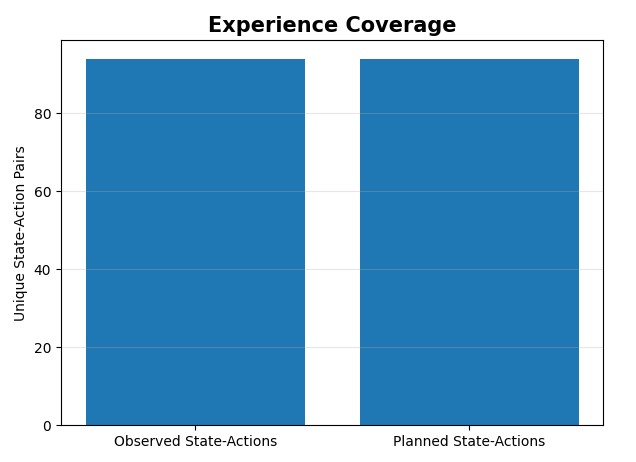 Experience Coverage
Unique State-Action Pairs
80
60
40
20
0
Observed State-Actions
Planned State-Actions